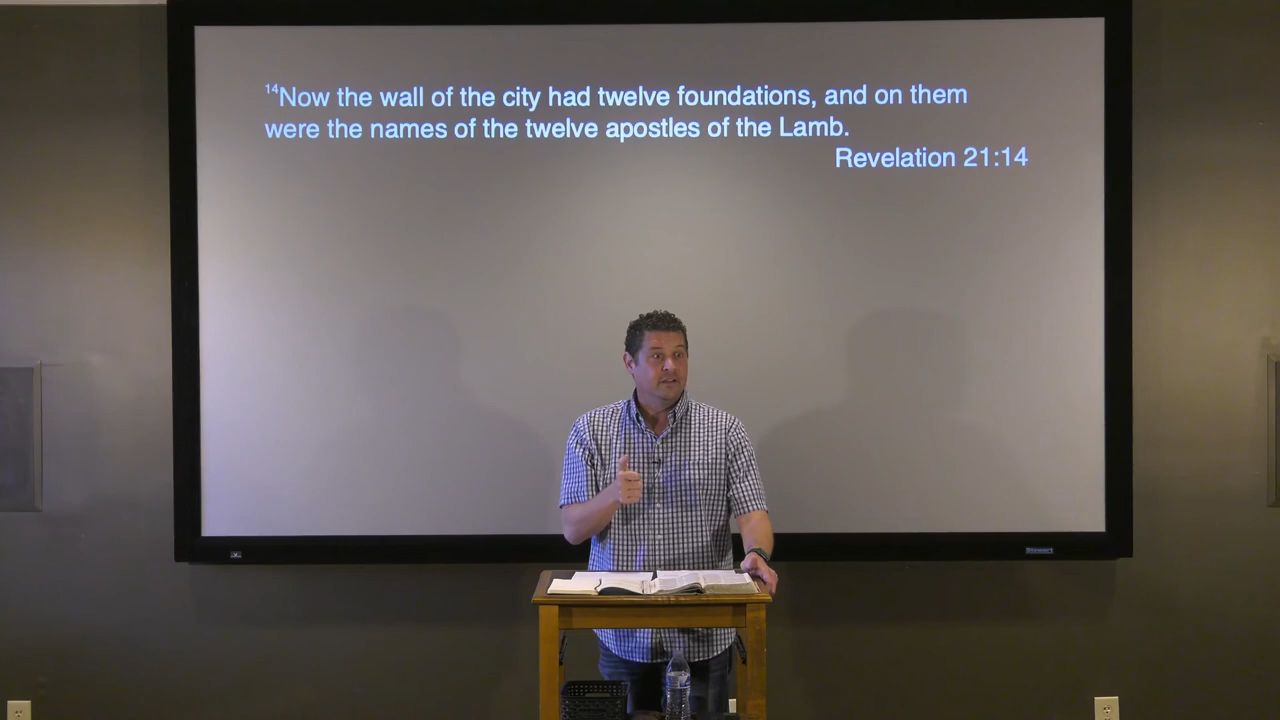 ¹⁴Now the wall of the city had twelve foundations, and on them
were the names of the twelve apostles of the Lamb.
Revelation 21:14
Stewart